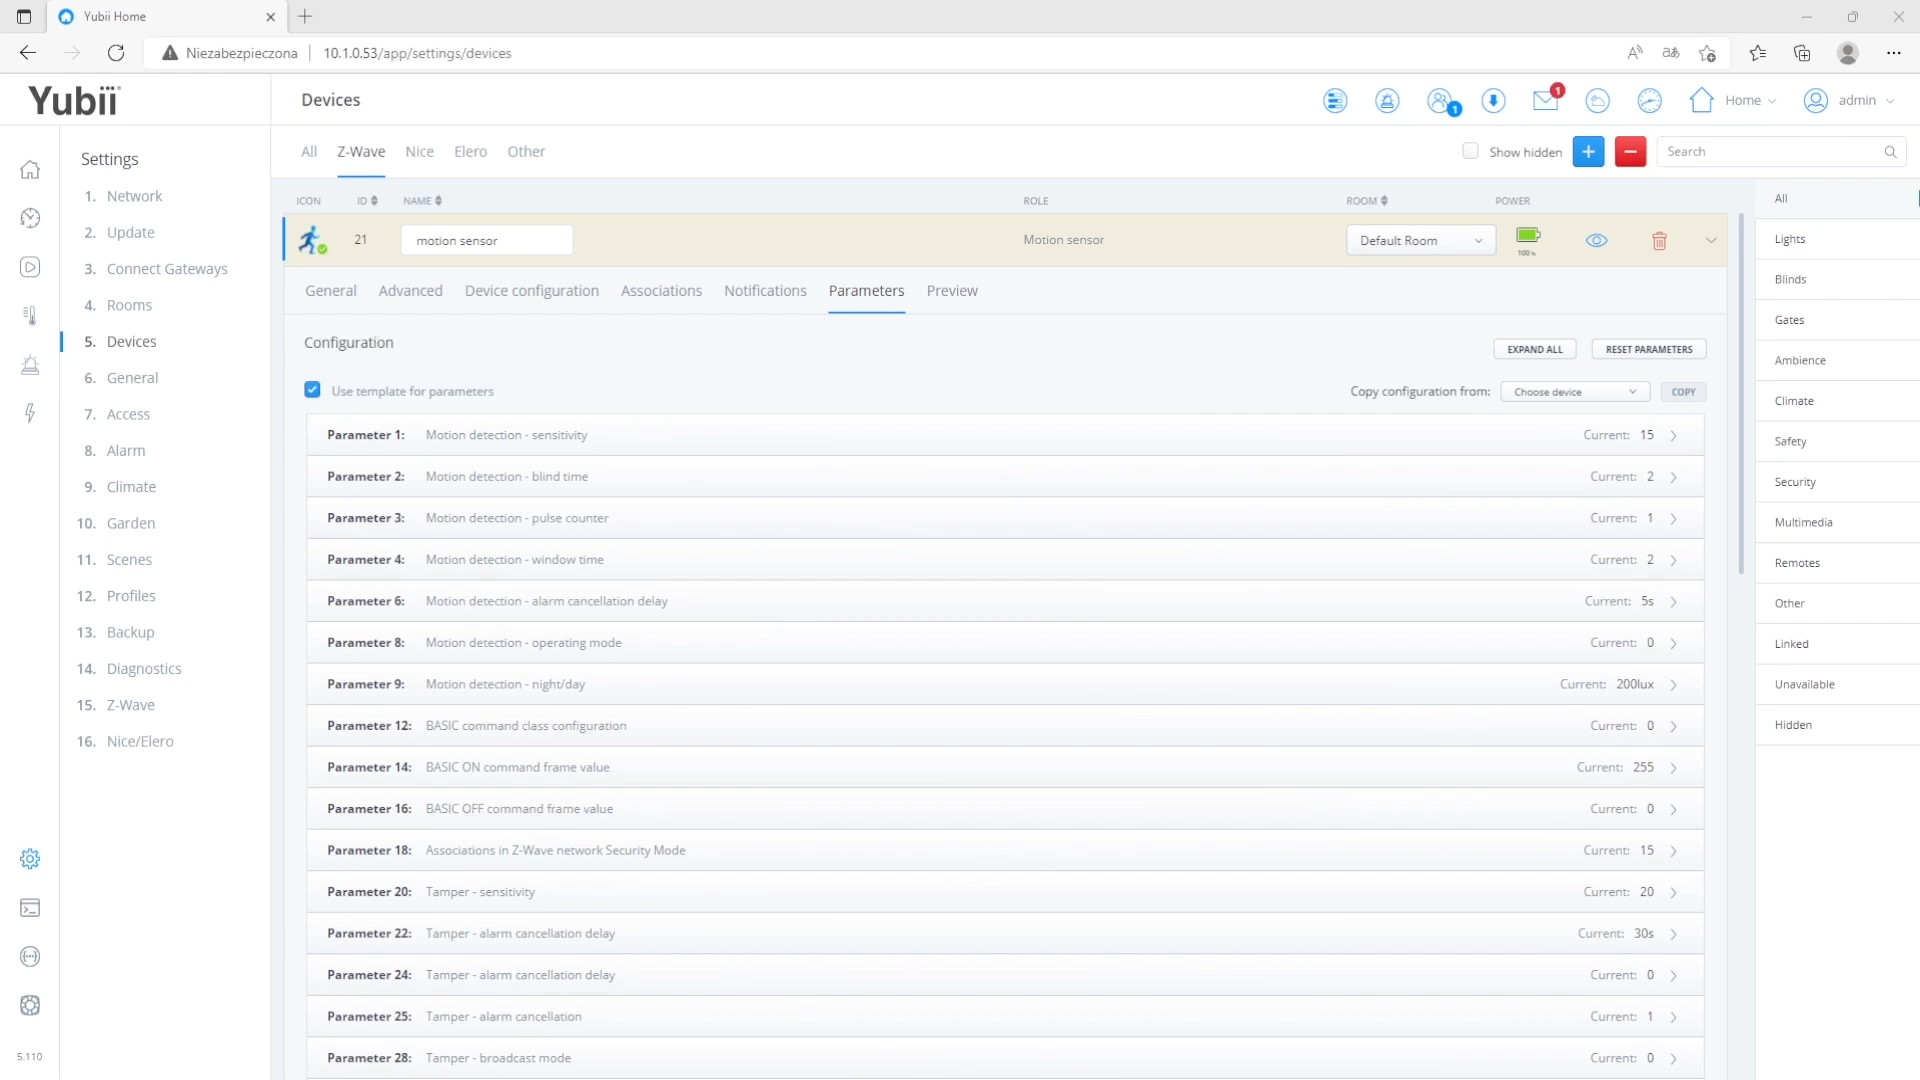 Yubii Home
Niezabezpieczona
10.1.0.53/app/settings/devices
Yubii
Devices
1
1
Home
admin
Settings
1. Network
2. Update
3. Connect Gateways
4. Rooms
5. Devices
6. General
7. Access
8. Alarm
9. Climate
10. Garden
11. Scenes
12. Profiles
13. Backup
14. Diagnostics
15. Z-Wave
16. Nice/Elero
5.110
All Z-Wave Nice Elero Other
Show hidden
Search
ICON ID NAME ROLE ROOM POWER
21 motion sensor Motion sensor Default Room 100 %
General Advanced Device configuration Associations Notifications Parameters Preview
Configuration
EXPAND ALL RESET PARAMETERS
Use template for parameters
Copy configuration from: Choose device COPY
Parameter 1: Motion detection - sensitivity Current: 15
Parameter 2: Motion detection - blind time Current: 2
Parameter 3: Motion detection - pulse counter Current: 1
Parameter 4: Motion detection - window time Current: 2
Parameter 6: Motion detection - alarm cancellation delay Current: 5s
Parameter 8: Motion detection - operating mode Current: 0
Parameter 9: Motion detection - night/day Current: 200lux
Parameter 12: BASIC command class configuration Current: 0
Parameter 14: BASIC ON command frame value Current: 255
Parameter 16: BASIC OFF command frame value Current: 0
Parameter 18: Associations in Z-Wave network Security Mode Current: 15
Parameter 20: Tamper - sensitivity Current: 20
Parameter 22: Tamper - alarm cancellation delay Current: 30s
Parameter 24: Tamper - alarm cancellation delay Current: 0
Parameter 25: Tamper - alarm cancellation Current: 1
Parameter 28: Tamper - broadcast mode Current: 0
All
Lights
Blinds
Gates
Ambience
Climate
Safety
Security
Multimedia
Remotes
Other
Linked
Unavailable
Hidden